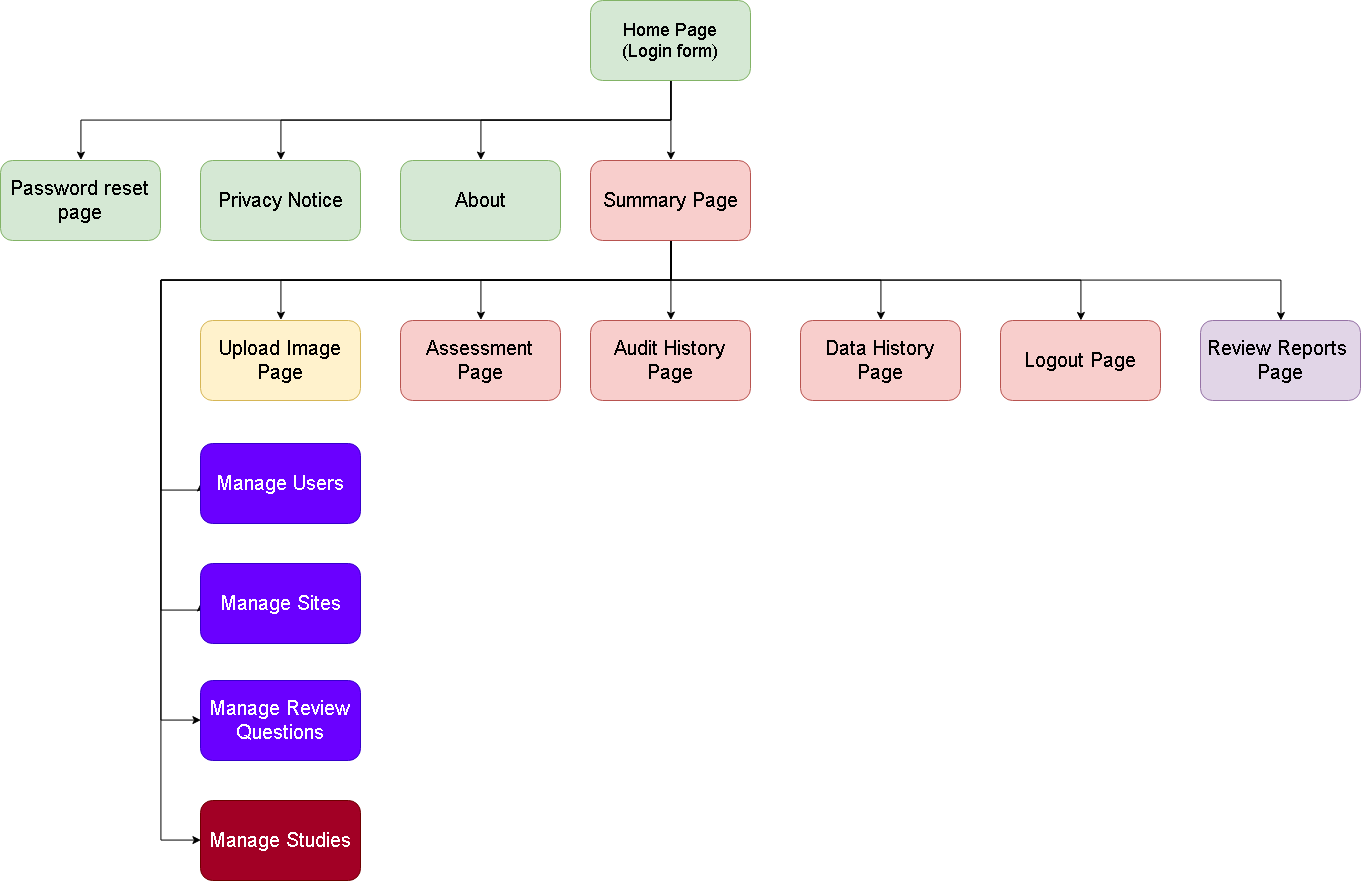 Home Page
(Login form)
Password reset
page
Privacy Notice
About
Summary Page
Upload Image
Page
Assessment
Page
Audit History
Page
Data History
Page
Logout Page
Review Reports
Page
Manage Users
Manage Sites
Manage Review
Questions
Manage Studies